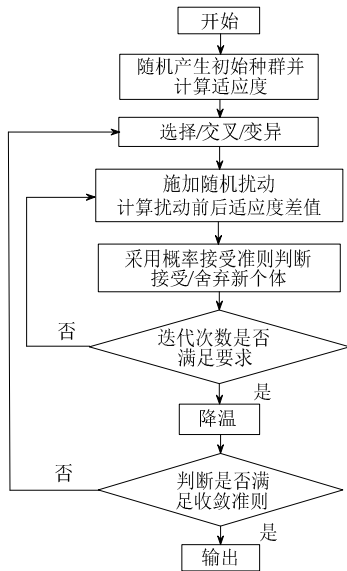 开始
随机产生初始种群并
计算适应度
选择/交叉/变异
施加随机扰动
计算扰动前后适应度差值
采用概率接受准则判断
接受/舍弃新个体
否
迭代次数是否
满足要求
是
降温
否
判断是否满
足收敛准则
是
输出